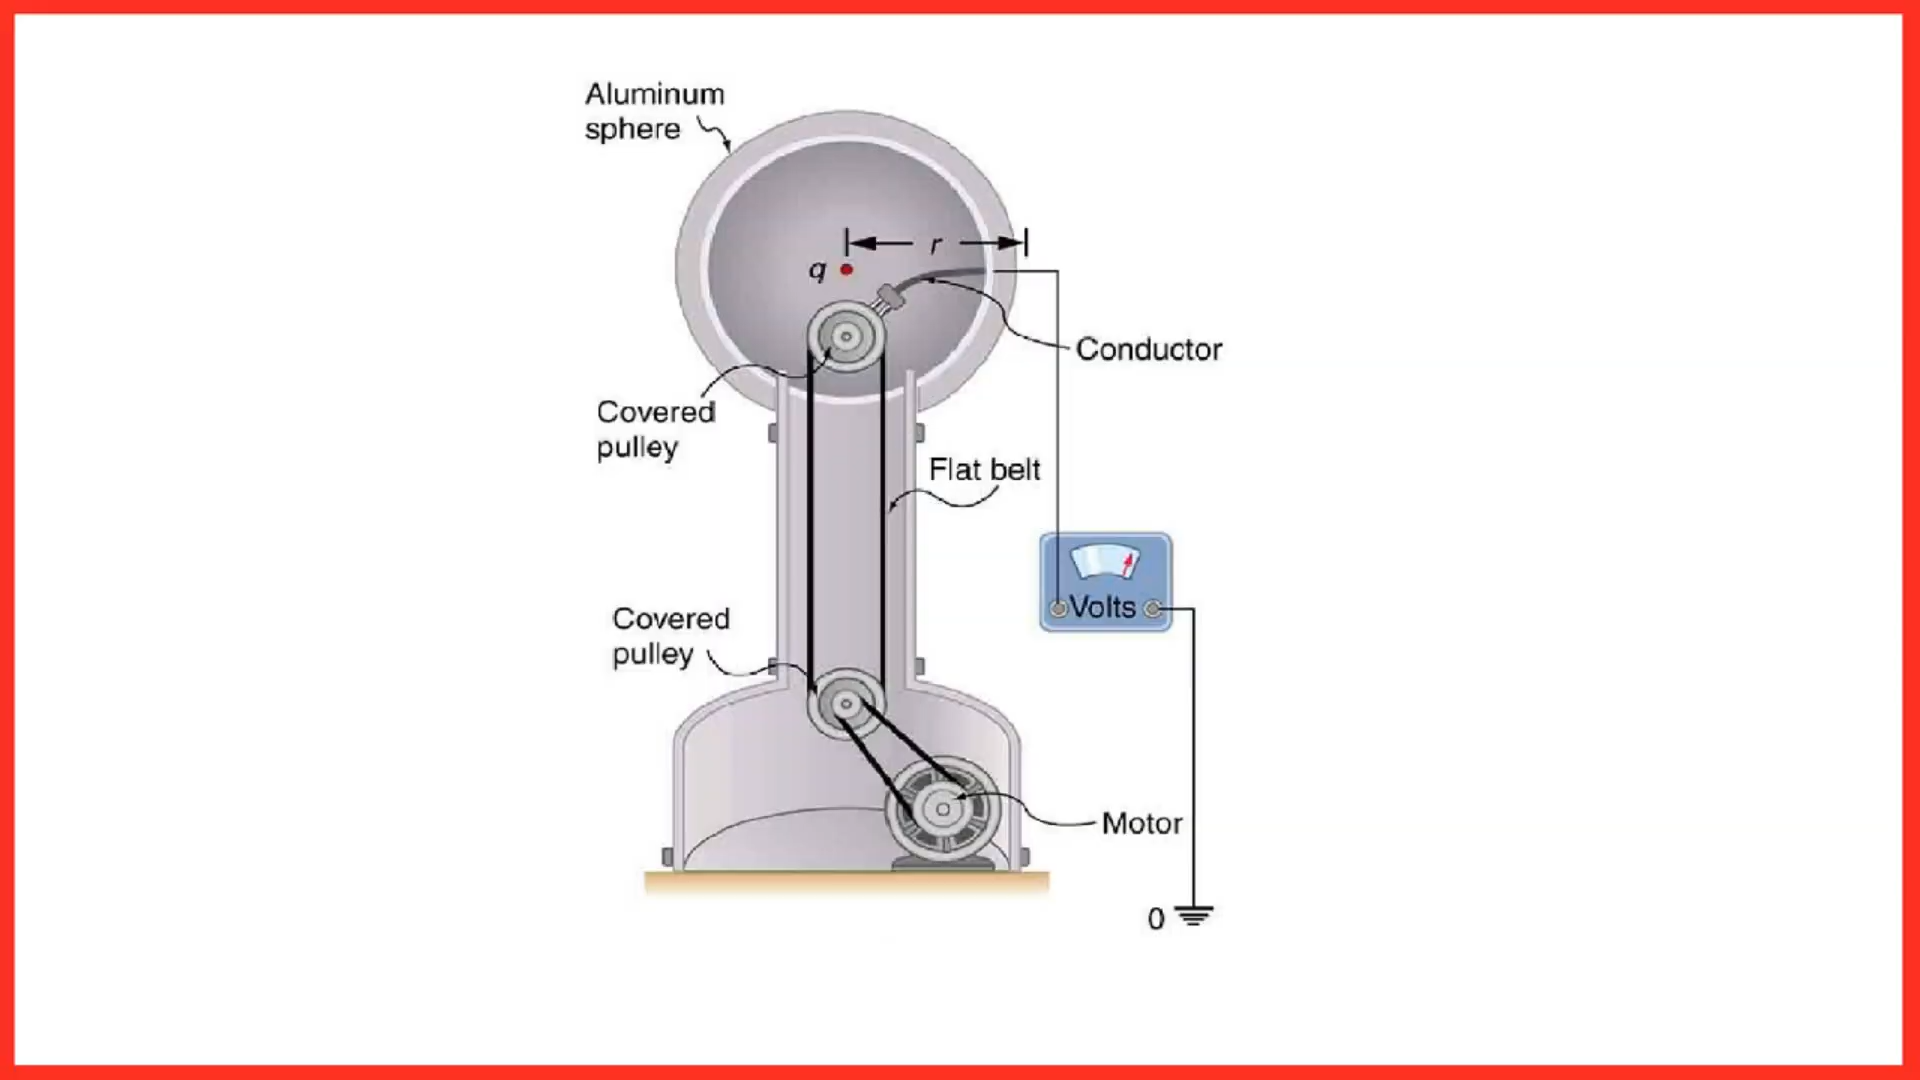 Aluminum
sphere
r
q
Conductor
Covered
pulley
Flat belt
Volts
Covered
pulley
Motor
0